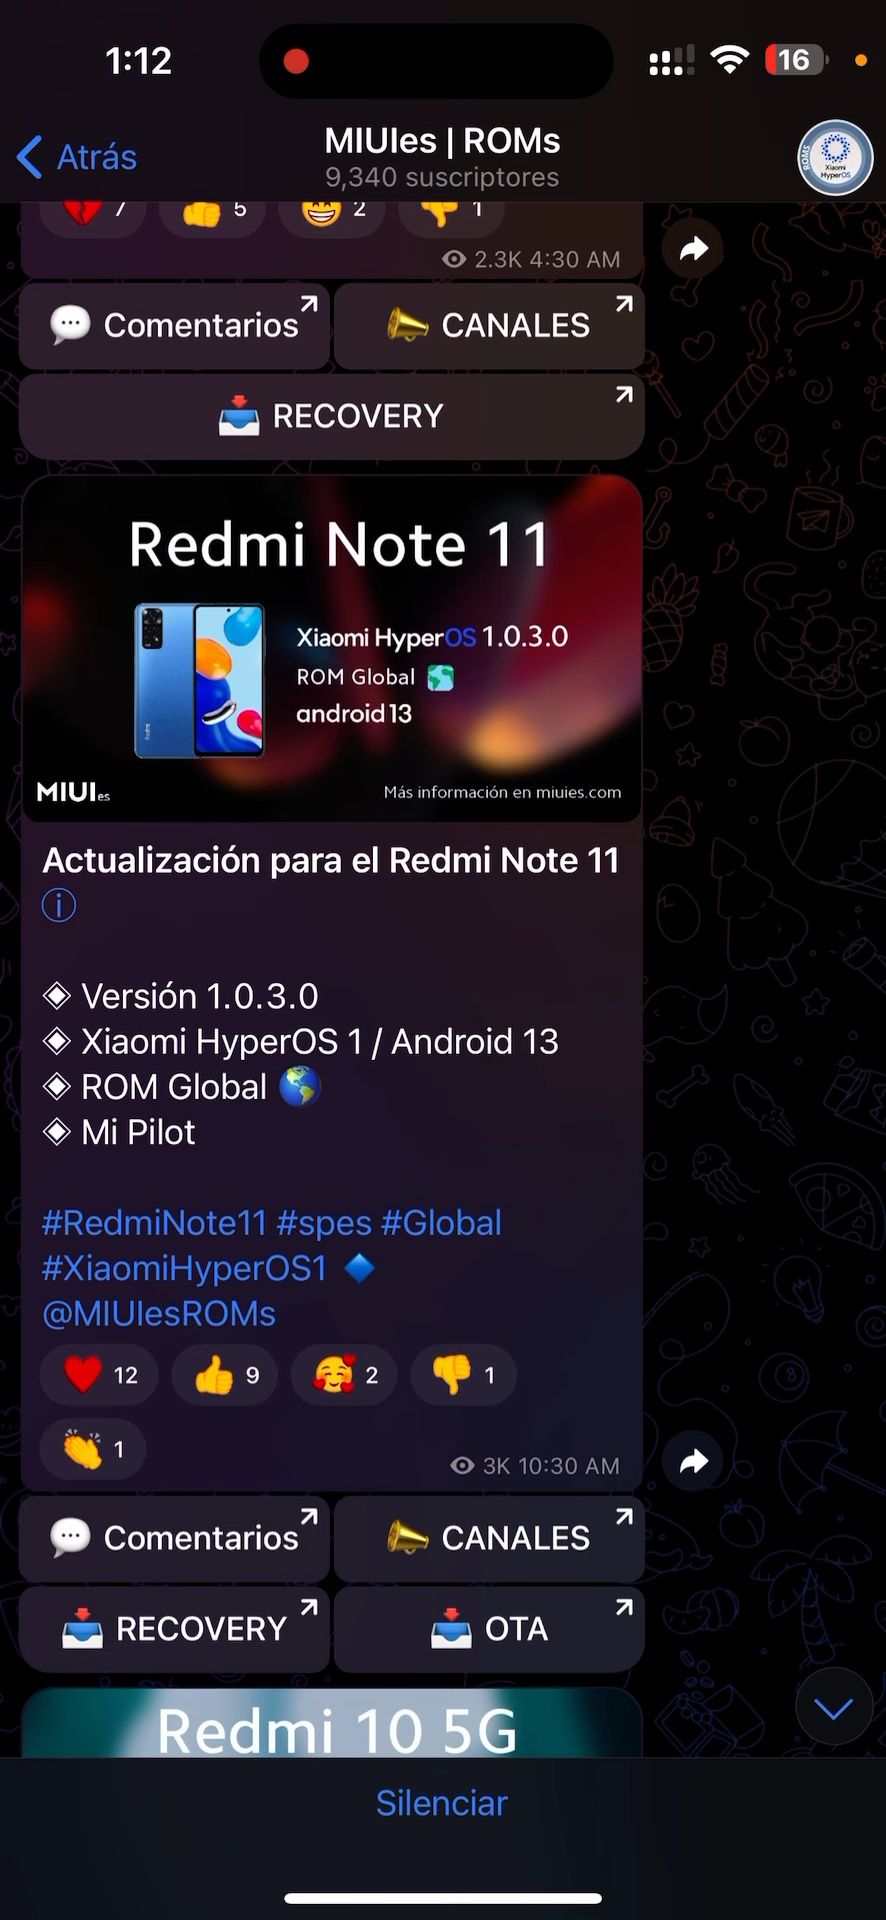 1:12
16
Atrás
MIUIes | ROMs
9,340 suscriptores
ROMS
Xiaomi
HyperOS
7
5
2
1
2.3K 4:30 AM
Comentarios
CANALES
RECOVERY
Redmi Note 11
Xiaomi HyperOS 1.0.3.0
ROM Global
android 13
Redmi
MIUIes
Más información en miuies.com
Actualización para el Redmi Note 11
◈ Versión 1.0.3.0
◈ Xiaomi HyperOS 1 / Android 13
◈ ROM Global 🌎
◈ Mi Pilot
#RedmiNote11 #spes #Global
#XiaomiHyperOS1 🔷
@MIUIesROMs
12
9
2
1
1
3K 10:30 AM
Comentarios
CANALES
RECOVERY
OTA
Redmi 10 5G
Silenciar